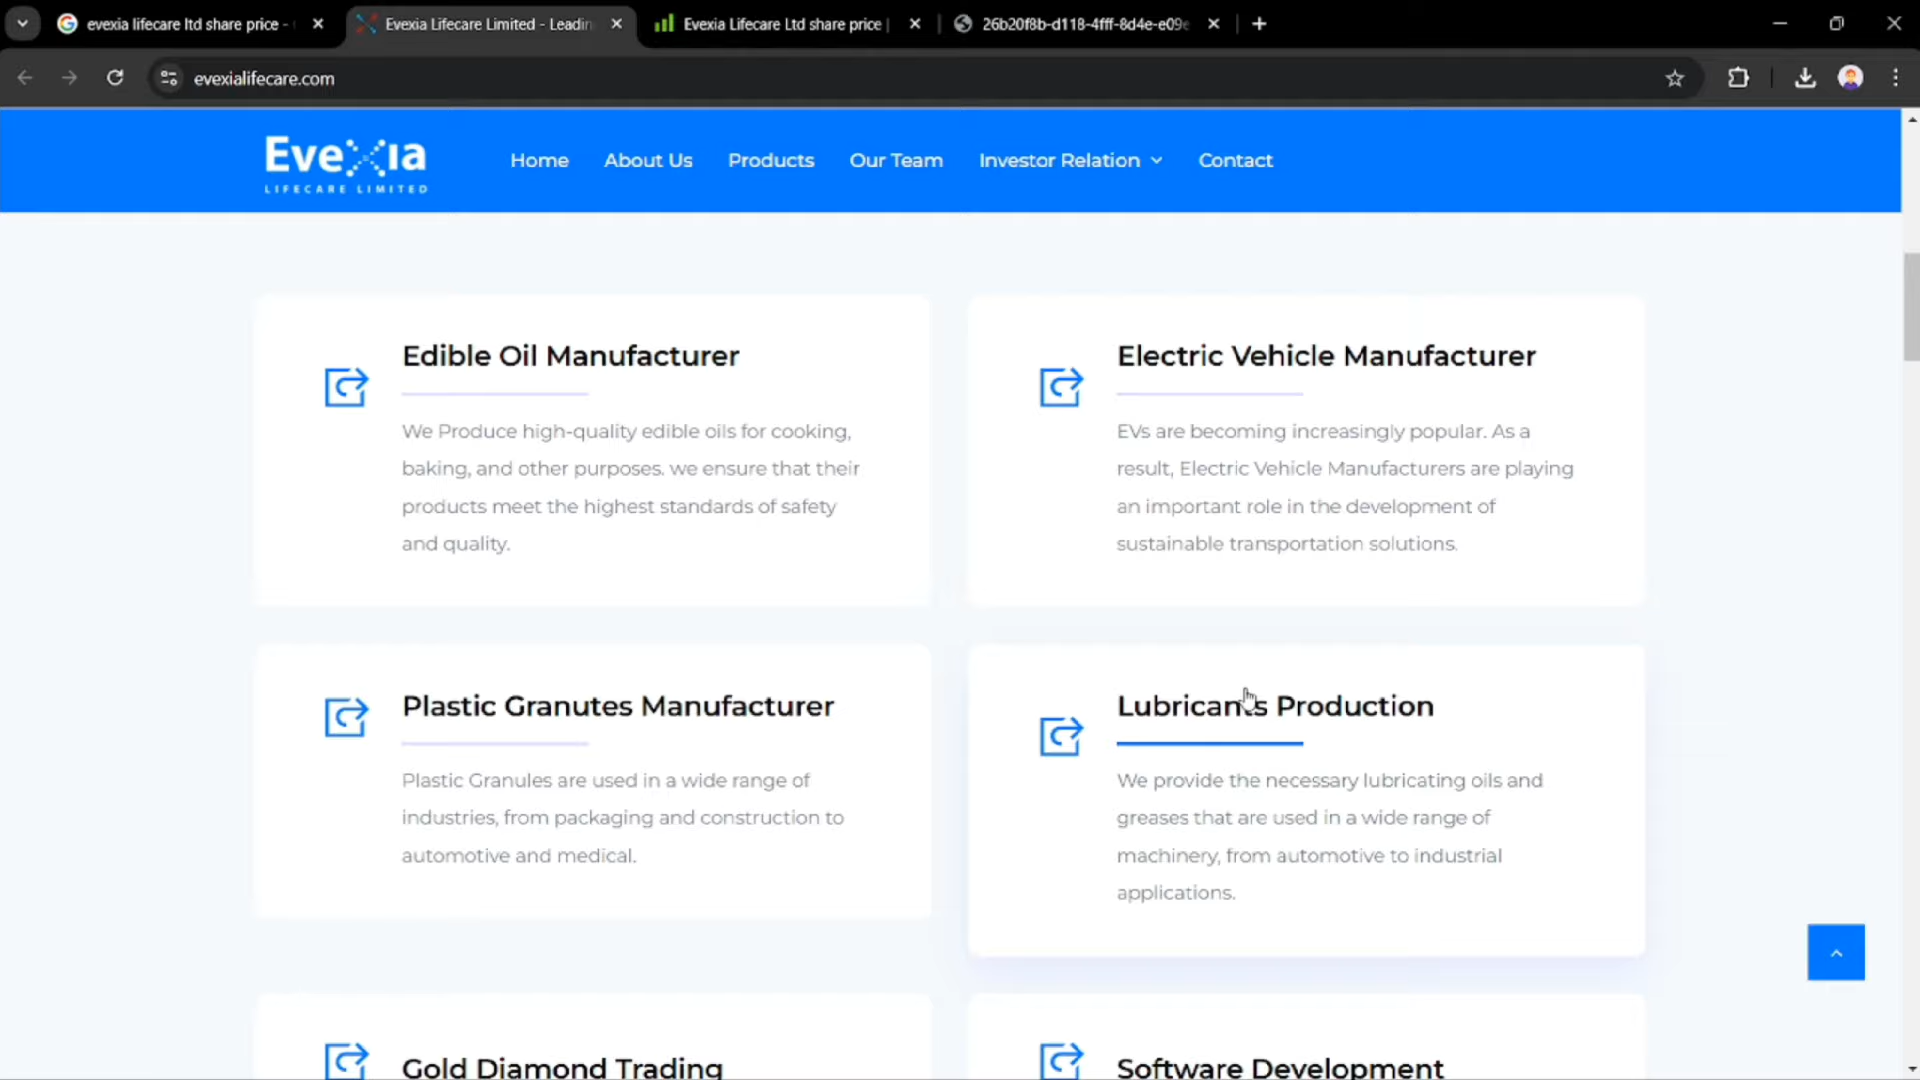 evexia lifecare ltd share price -
Evexia Lifecare Limited - Leadin
Evexia Lifecare Ltd share price |
26b20f8b-d118-4fff-8d4e-e09e
evexialifecare.com
Evexia
LIFECARE LIMITED
Home
About Us
Products
Our Team
Investor Relation
Contact
Edible Oil Manufacturer
We Produce high-quality edible oils for cooking,
baking, and other purposes. we ensure that their
products meet the highest standards of safety
and quality.
Electric Vehicle Manufacturer
EVs are becoming increasingly popular. As a
result, Electric Vehicle Manufacturers are playing
an important role in the development of
sustainable transportation solutions.
Plastic Granutes Manufacturer
Plastic Granules are used in a wide range of
industries, from packaging and construction to
automotive and medical.
Lubricants Production
We provide the necessary lubricating oils and
greases that are used in a wide range of
machinery, from automotive to industrial
applications.
Gold Diamond Trading
Software Development